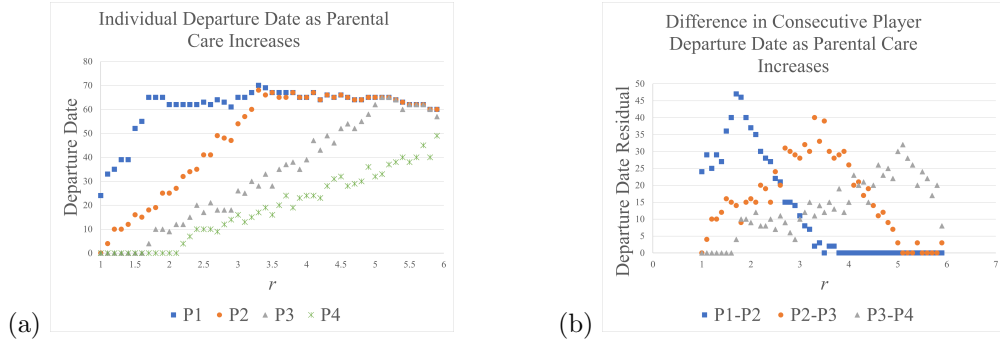 Individual Departure Date as Parental
Care Increases
Departure Date
80
70
60
50
40
30
20
10
0
1 1.5 2 2.5 3 3.5 4 4.5 5 5.5 6
r
P1 P2 P3 P4
(a)
Difference in Consecutive Player
Departure Date as Parental Care
Increases
Departure Date Residual
50
45
40
35
30
25
20
15
10
5
0
0 1 2 3 4 5 6 7
r
P1-P2 P2-P3 P3-P4
(b)